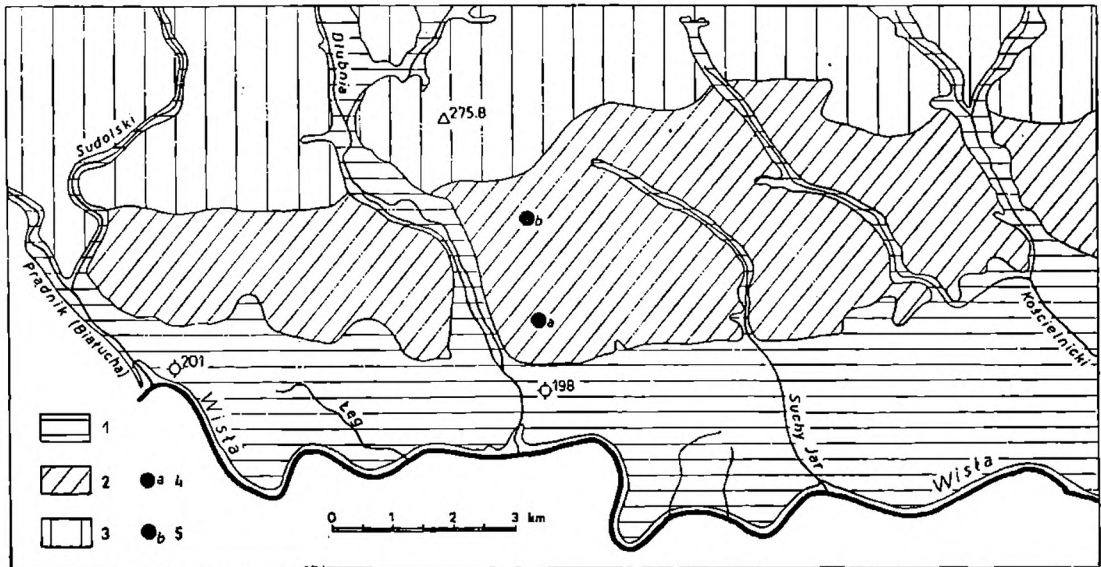 Dłubnia
275.8
Sudolski
b
a
Prądnik (Białucha)
Kościelnicki
201
198
Wisła
Łęg
Suchy Jar
Wisła
1
2
a 4
3
b 5
0 1 2 3 km